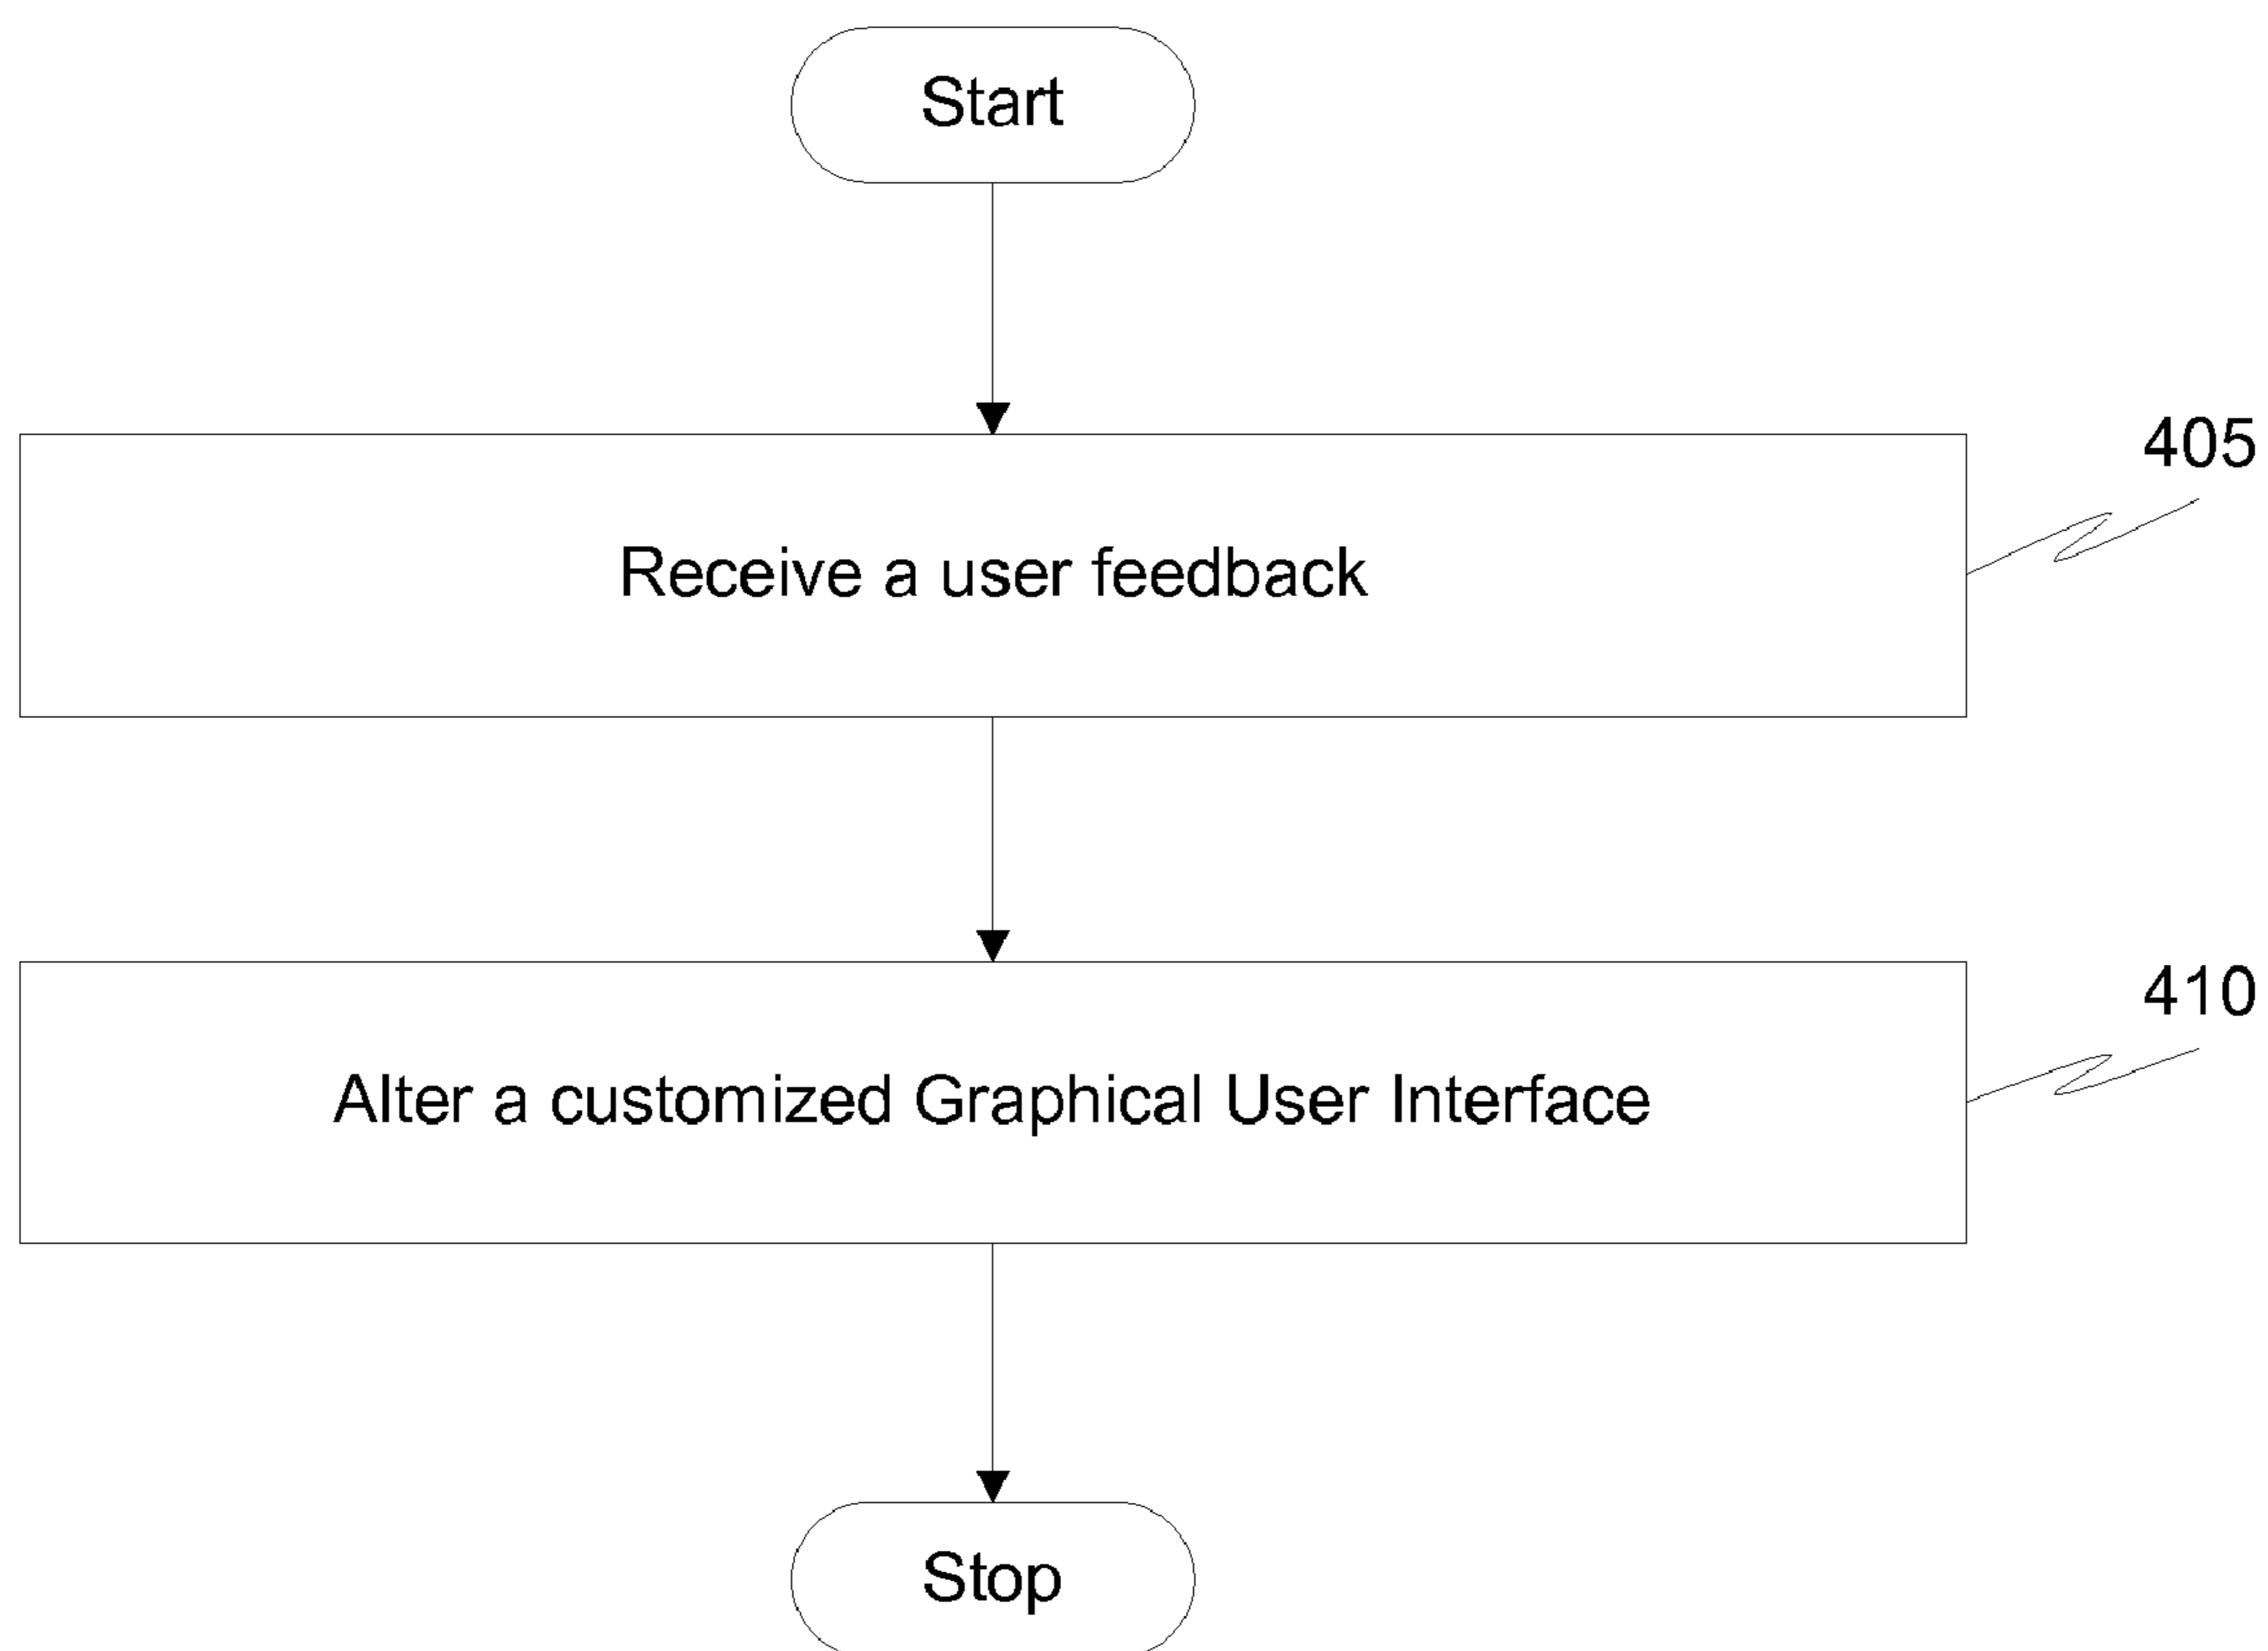 Start
405
Receive a user feedback
410
Alter a customized Graphical User Interface
Stop